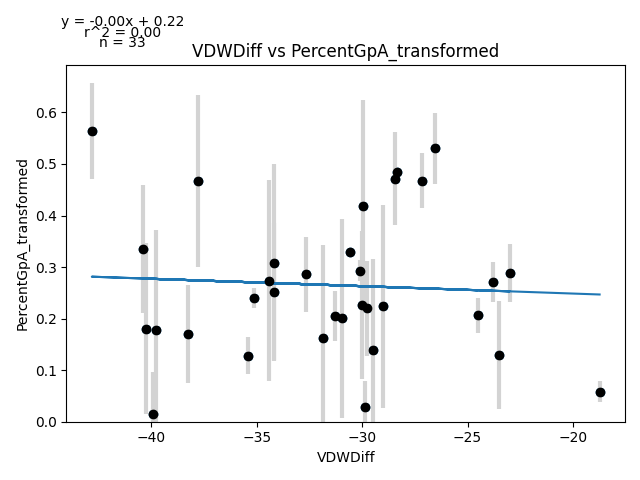 y = -0.00x + 0.22
r^2 = 0.00
n = 33
VDWDiff vs PercentGpA_transformed
PercentGpA_transformed
0.6
0.5
0.4
0.3
0.2
0.1
0.0
−40
−35
−30
−25
−20
VDWDiff